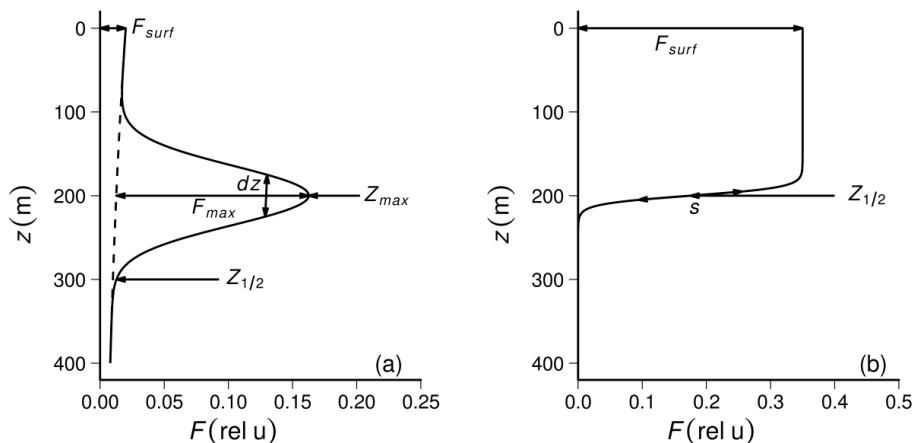 0
100
200
300
400
z(m)
F_surf
dz
F_max
Z_max
Z_1/2
(a)
0.00
0.05
0.10
0.15
0.20
0.25
F(rel u)
0
100
200
300
400
z(m)
F_surf
Z_1/2
s
(b)
0.0
0.1
0.2
0.3
0.4
0.5
F(rel u)